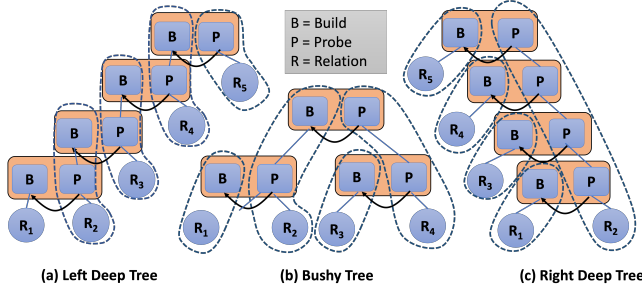 B = Build
P = Probe
R = Relation
B P
R5
B P
R4
B P
R3
B P
R1 R2
(a) Left Deep Tree
B P
B P
B P
R1 R2 R3 R4
(b) Bushy Tree
B P
R5
B P
R4
B P
R3
B P
R1 R2
(c) Right Deep Tree